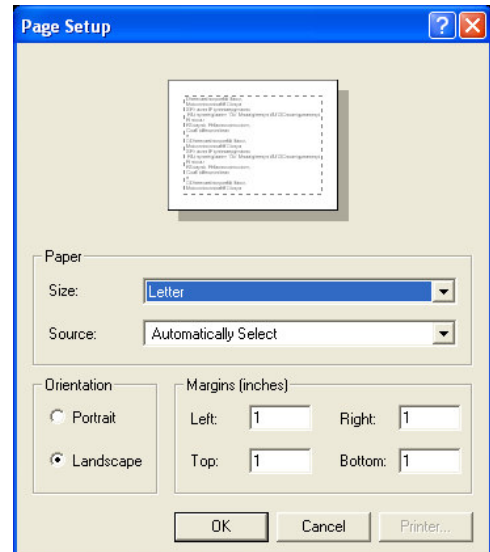 Page Setup
Paper
Size: Letter
Source: Automatically Select
Orientation
Portrait
Landscape
Margins (inches)
Left: 1 Right: 1
Top: 1 Bottom: 1
OK Cancel Printer...